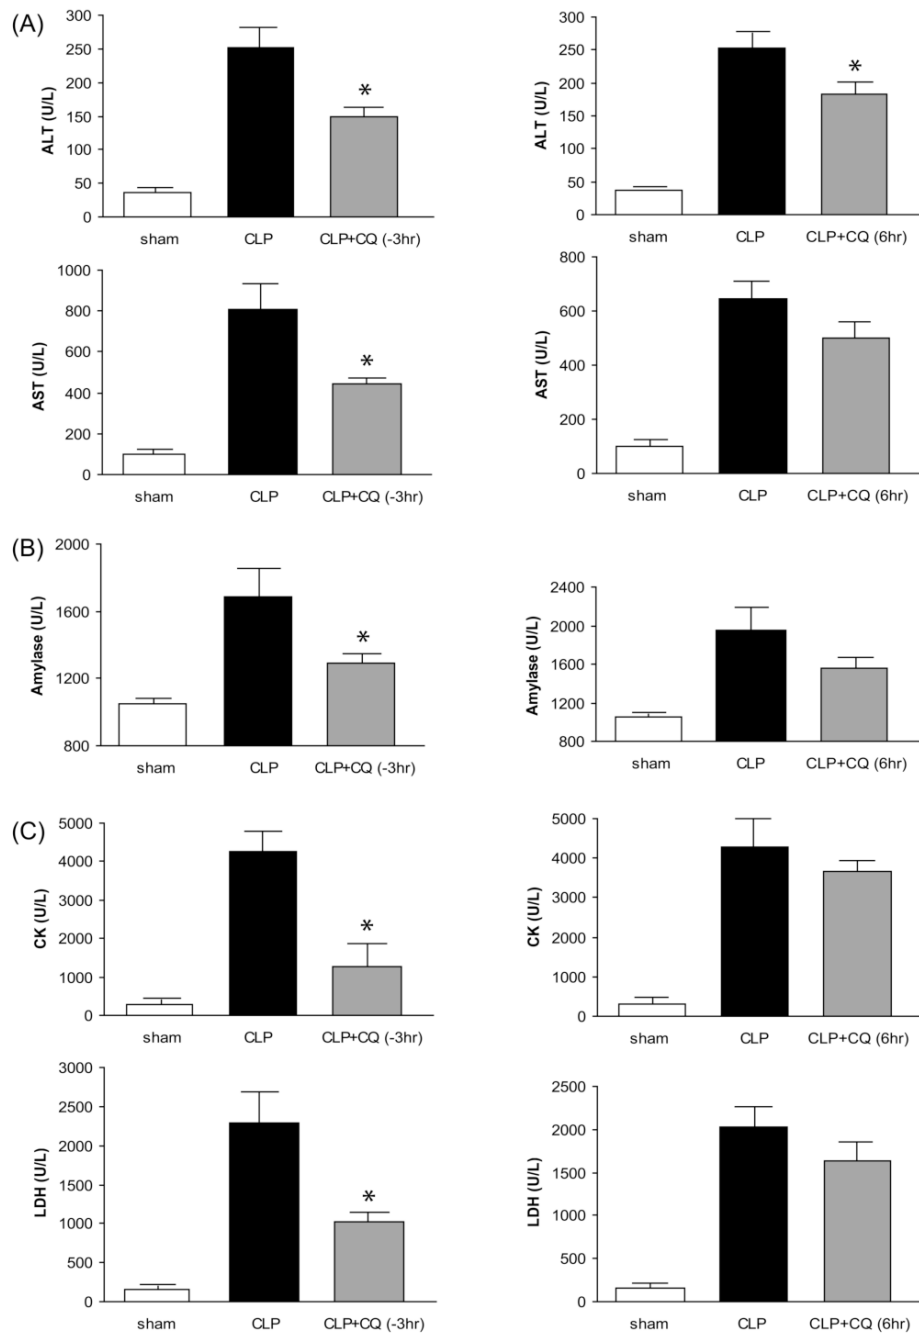 (A)
300
250
200
150
100
50
0
ALT (U/L)
*
sham CLP CLP+CQ (-3hr)
300
250
200
150
100
50
0
ALT (U/L)
*
sham CLP CLP+CQ (6hr)
1000
800
600
400
200
0
AST (U/L)
*
sham CLP CLP+CQ (-3hr)
800
600
400
200
0
AST (U/L)
sham CLP CLP+CQ (6hr)
(B)
2000
1600
1200
800
Amylase (U/L)
*
sham CLP CLP+CQ (-3hr)
2400
2000
1600
1200
800
Amylase (U/L)
sham CLP CLP+CQ (6hr)
(C)
5000
4000
3000
2000
1000
0
CK (U/L)
*
sham CLP CLP+CQ (-3hr)
5000
4000
3000
2000
1000
0
CK (U/L)
sham CLP CLP+CQ (6hr)
3000
2500
2000
1500
1000
500
0
LDH (U/L)
*
sham CLP CLP+CQ (-3hr)
2500
2000
1500
1000
500
0
LDH (U/L)
sham CLP CLP+CQ (6hr)